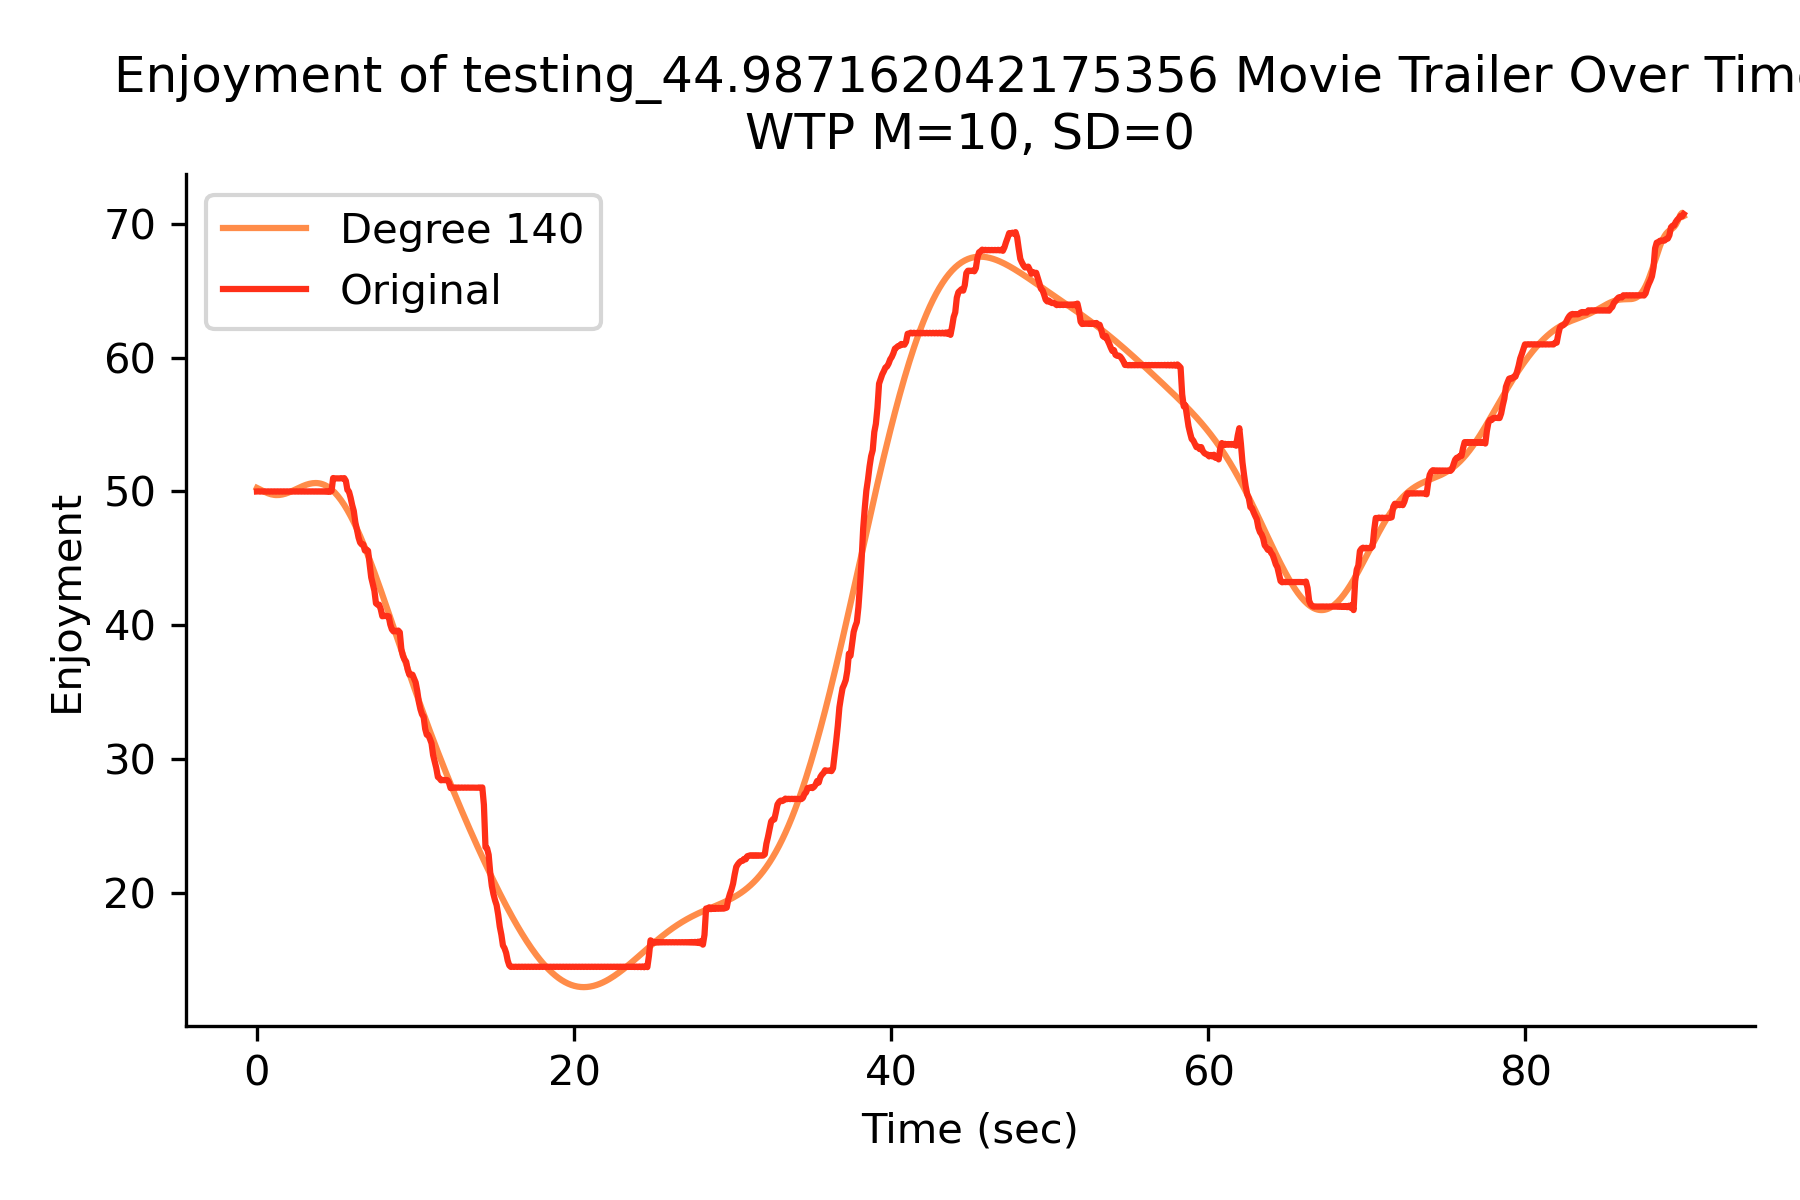 Enjoyment of testing_44.987162042175356 Movie Trailer Over Time
WTP M=10, SD=0
Degree 140
Original
70
60
50
40
30
20
Enjoyment
0 20 40 60 80
Time (sec)